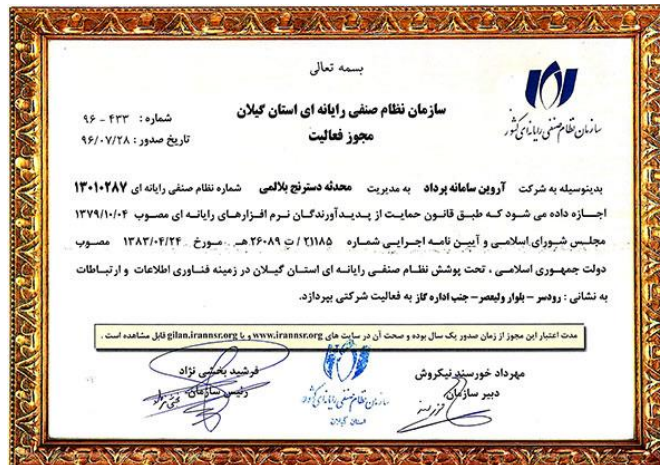 بسمه تعالی
سازمان نظام صنفی رایانه ای کشور
سازمان نظام صنفی رایانه ای استان گیلان
مجوز فعالیت
شماره : ۴۳۳ - ۹۶
تاریخ صدور : ۹۶/۰۷/۲۸
بدینوسیله به شرکت آروین سامانه پرداد به مدیریت محدثه دسترنج بلالمی شماره نظام صنفی رایانه ای ۱۳۰۱۰۲۸۷
اجازه داده می شود که طبق قانون حمایت از پدیدآورندگان نرم افزارهای رایانه ای مصوب ۱۳۷۹/۱۰/۰۴
مجلس شورای اسلامی و آیین نامه اجرایی شماره ۲۱۱۸۵ / ت ۲۶۰۸۹ هـ مورخ ۱۳۸۳/۰۴/۲۴ مصوب
دولت جمهوری اسلامی ، تحت پوشش نظام صنفی رایانه ای استان گیلان در زمینه فناوری اطلاعات و ارتباطات
به نشانی : رودسر – بلوار ولیعصر – جنب اداره گاز به فعالیت شرکتی بپردازد.
مدت اعتبار این مجوز از زمان صدور یک سال بوده و صحت آن در سایت های www.irannsr.org و یا gilan.irannsr.org قابل مشاهده است .
مهرداد خورسند نیکروش
دبیر سازمان
فرشید بخشی نژاد
رئیس سازمان
سازمان نظام صنفی رایانه ای کشور
استان گیلان